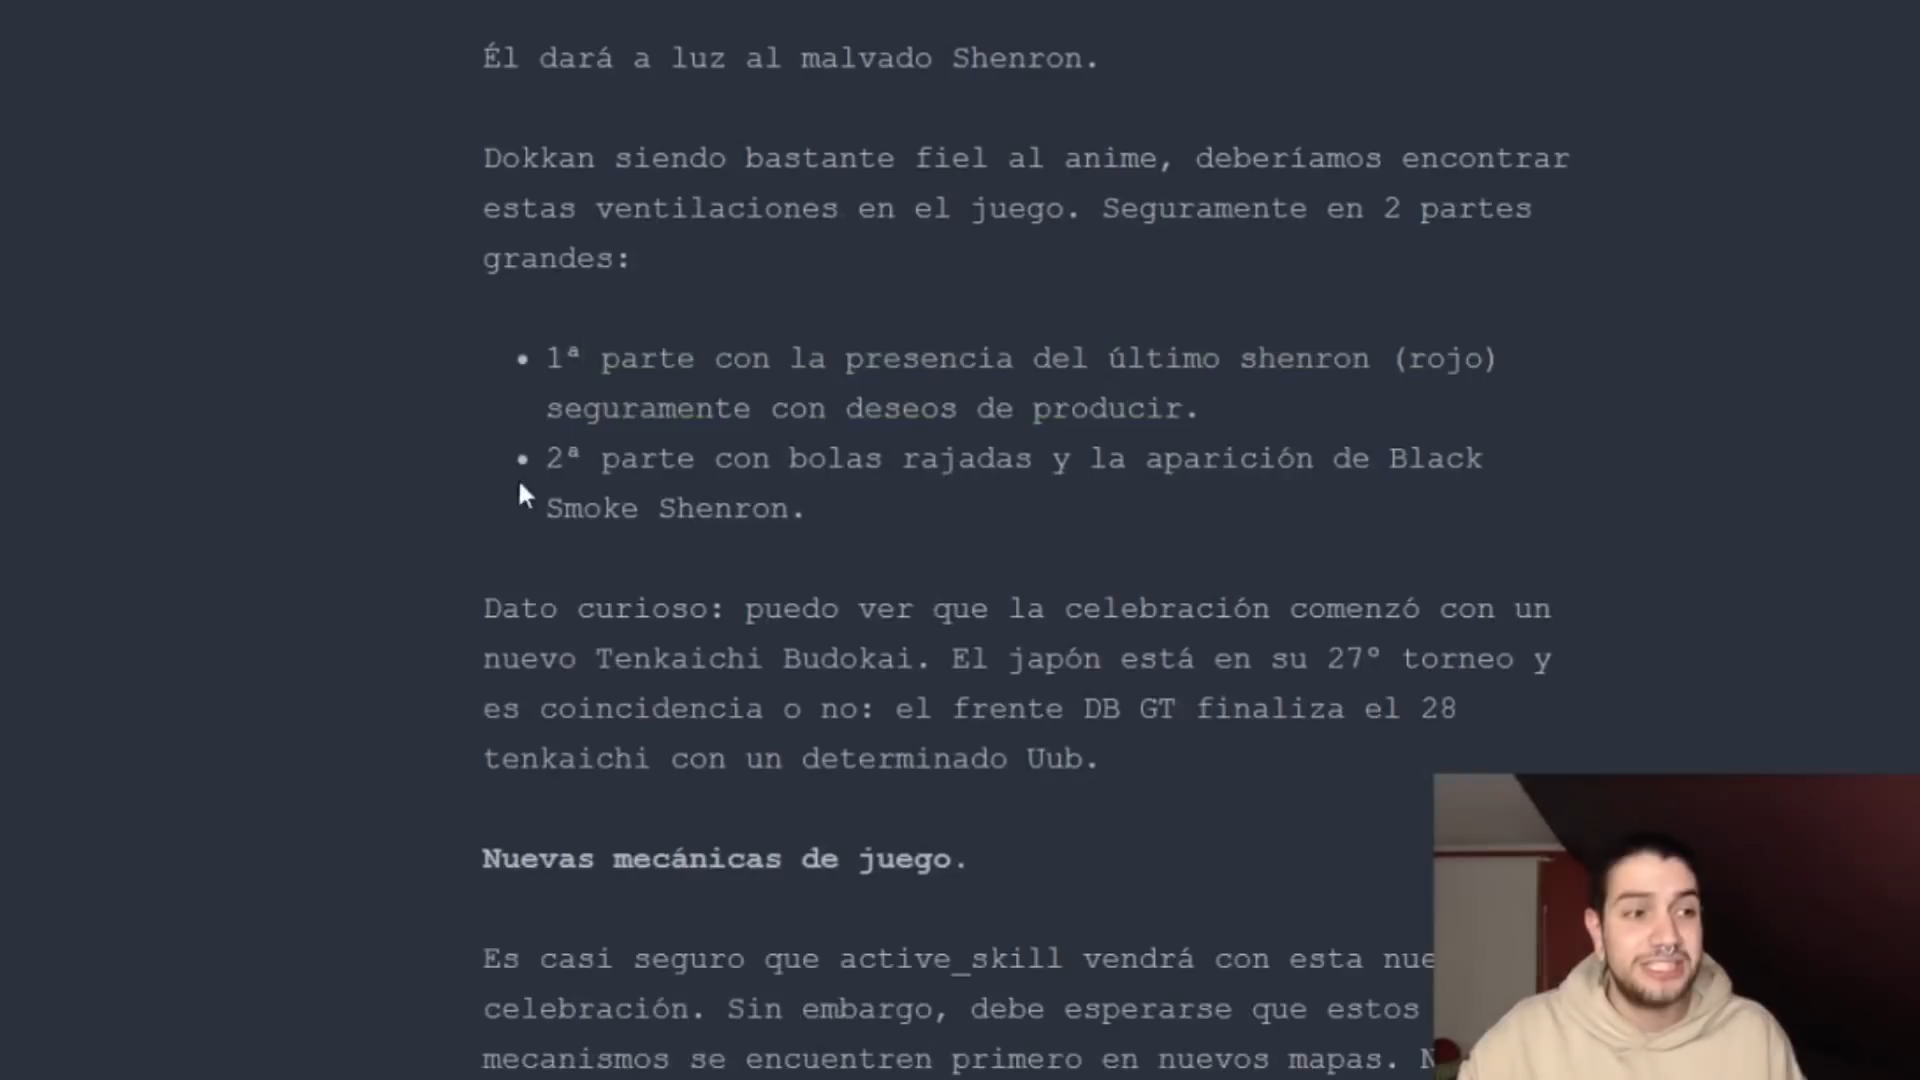 Él dará a luz al malvado Shenron.
Dokkan siendo bastante fiel al anime, deberíamos encontrar
estas ventilaciones en el juego. Seguramente en 2 partes
grandes:
• 1ª parte con la presencia del último shenron (rojo)
seguramente con deseos de producir.
• 2ª parte con bolas rajadas y la aparición de Black
Smoke Shenron.
Dato curioso: puedo ver que la celebración comenzó con un
nuevo Tenkaichi Budokai. El japón está en su 27º torneo y
es coincidencia o no: el frente DB GT finaliza el 28
tenkaichi con un determinado Uub.
Nuevas mecánicas de juego.
Es casi seguro que active_skill vendrá con esta nue
celebración. Sin embargo, debe esperarse que estos
mecanismos se encuentren primero en nuevos mapas.